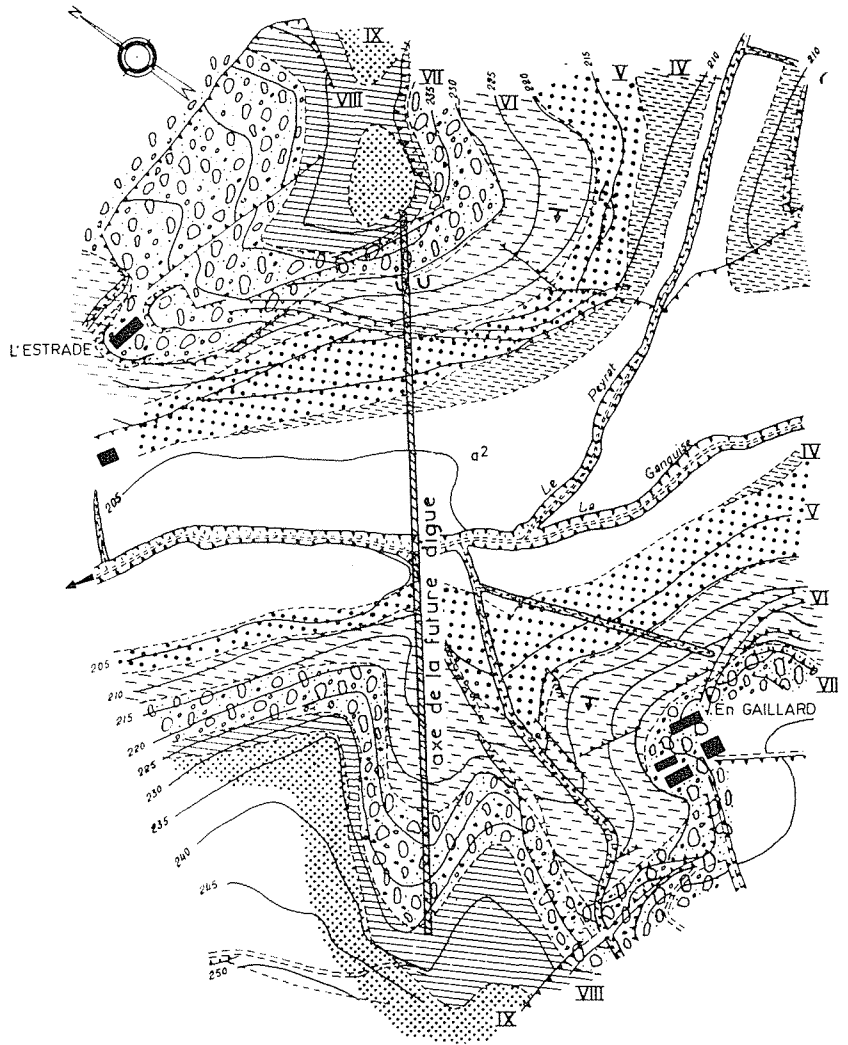 N
IX
VIII
VII
235
230
225
VI
220
215
V
IV
210
210
L'ESTRADE
Le Peyrot
La Ganguise
a2
205
IV
V
VI
VII
En GAILLARD
axe de la future digue
205
210
215
220
225
230
235
240
245
250
VIII
IX